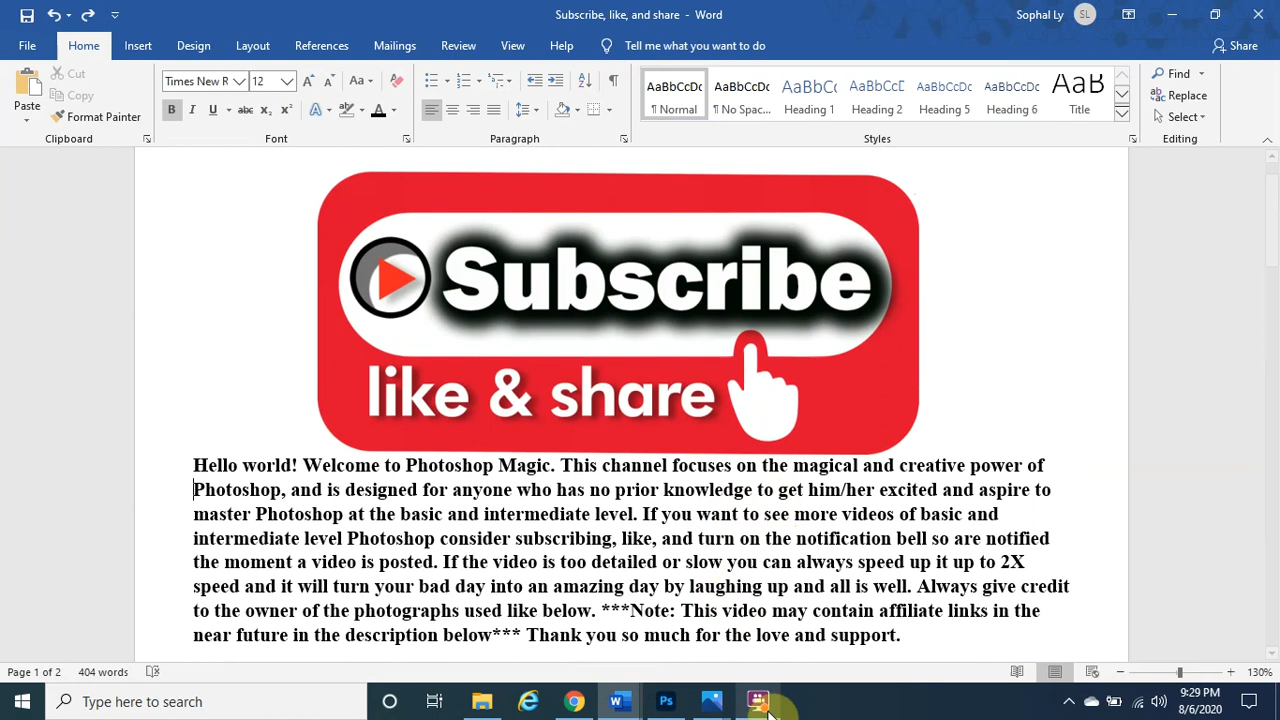 Subscribe, like, and share - Word
Sophal Ly SL
File Home Insert Design Layout References Mailings Review View Help Tell me what you want to do Share
Paste
Cut
Copy
Format Painter
Times New R 12 Aa
B I U abc x₂ x² A A
AaBbCcDc AaBbCcDc AaBbCc AaBbCcD AaBbCcDc AaBbCcDc AaB
¶ Normal ¶ No Spac... Heading 1 Heading 2 Heading 5 Heading 6 Title
Find
Replace
Select
Clipboard Font Paragraph Styles Editing
Subscribe
like & share
Hello world! Welcome to Photoshop Magic. This channel focuses on the magical and creative power of
Photoshop, and is designed for anyone who has no prior knowledge to get him/her excited and aspire to
master Photoshop at the basic and intermediate level. If you want to see more videos of basic and
intermediate level Photoshop consider subscribing, like, and turn on the notification bell so are notified
the moment a video is posted. If the video is too detailed or slow you can always speed up it up to 2X
speed and it will turn your bad day into an amazing day by laughing up and all is well. Always give credit
to the owner of the photographs used like below. ***Note: This video may contain affiliate links in the
near future in the description below*** Thank you so much for the love and support.
Page 1 of 2 404 words 130%
Type here to search
Ps
9:29 PM
8/6/2020